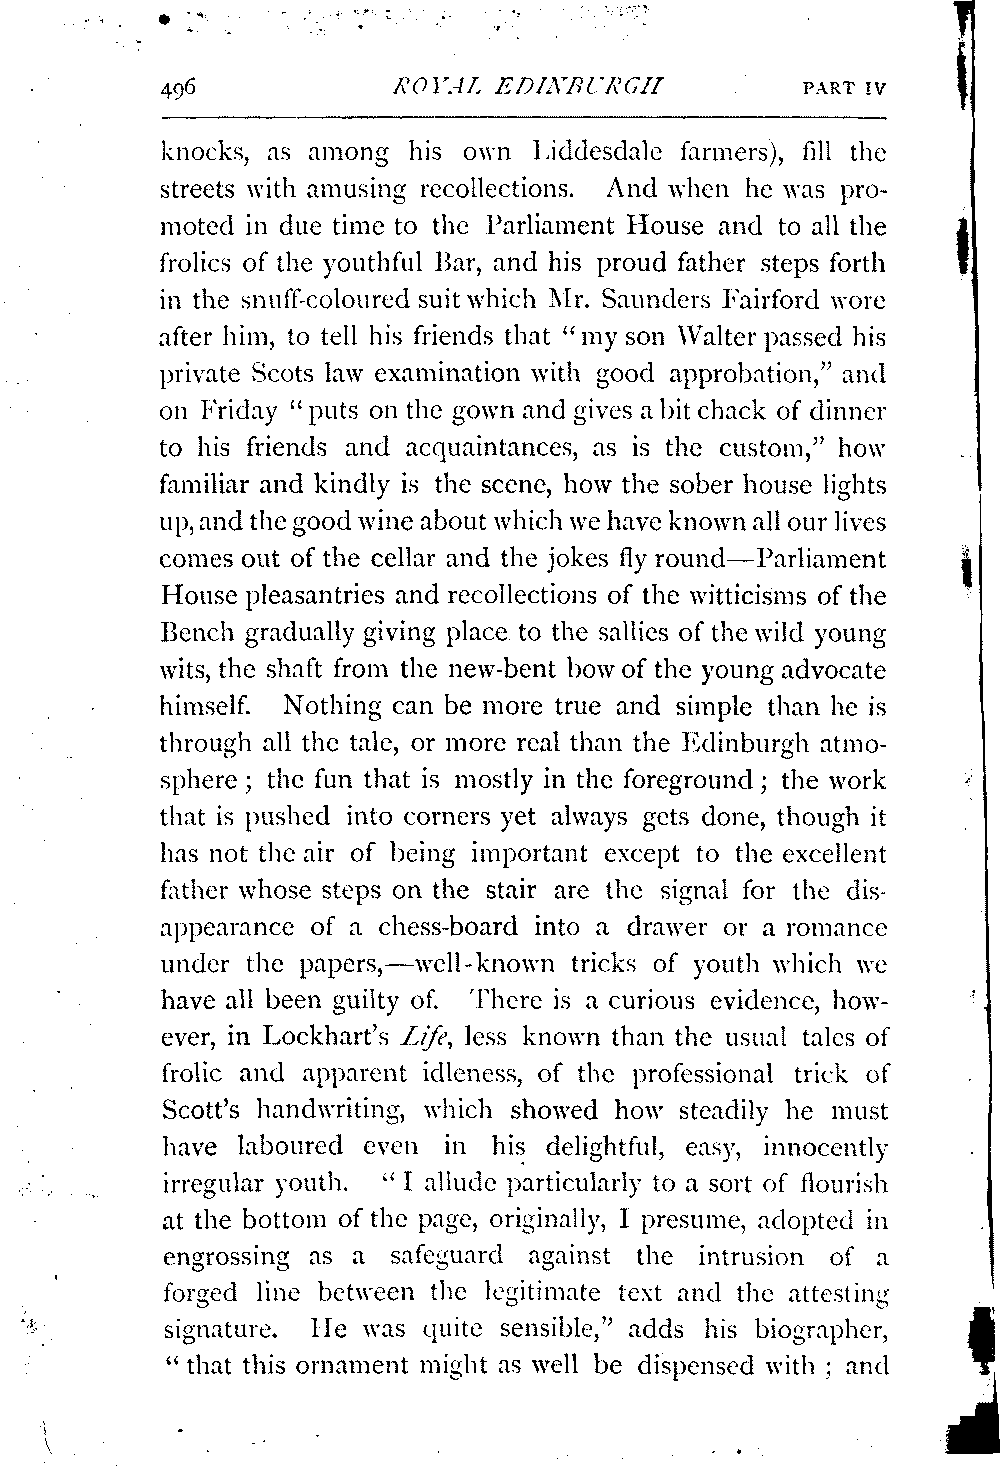 496 ROYAL EDINBURGH PART IV
knocks, as among his own Liddesdale farmers), fill the
streets with amusing recollections. And when he was pro-
moted in due time to the Parliament House and to all the
frolics of the youthful Bar, and his proud father steps forth
in the snuff-coloured suit which Mr. Saunders Fairford wore
after him, to tell his friends that “my son Walter passed his
private Scots law examination with good approbation,” and
on Friday “puts on the gown and gives a bit chack of dinner
to his friends and acquaintances, as is the custom,” how
familiar and kindly is the scene, how the sober house lights
up, and the good wine about which we have known all our lives
comes out of the cellar and the jokes fly round—Parliament
House pleasantries and recollections of the witticisms of the
Bench gradually giving place to the sallies of the wild young
wits, the shaft from the new-bent bow of the young advocate
himself. Nothing can be more true and simple than he is
through all the tale, or more real than the Edinburgh atmo-
sphere; the fun that is mostly in the foreground; the work
that is pushed into corners yet always gets done, though it
has not the air of being important except to the excellent
father whose steps on the stair are the signal for the dis-
appearance of a chess-board into a drawer or a romance
under the papers,—well-known tricks of youth which we
have all been guilty of. There is a curious evidence, how-
ever, in Lockhart’s Life, less known than the usual tales of
frolic and apparent idleness, of the professional trick of
Scott’s handwriting, which showed how steadily he must
have laboured even in his delightful, easy, innocently
irregular youth. “I allude particularly to a sort of flourish
at the bottom of the page, originally, I presume, adopted in
engrossing as a safeguard against the intrusion of a
forged line between the legitimate text and the attesting
signature. He was quite sensible,” adds his biographer,
“that this ornament might as well be dispensed with; and